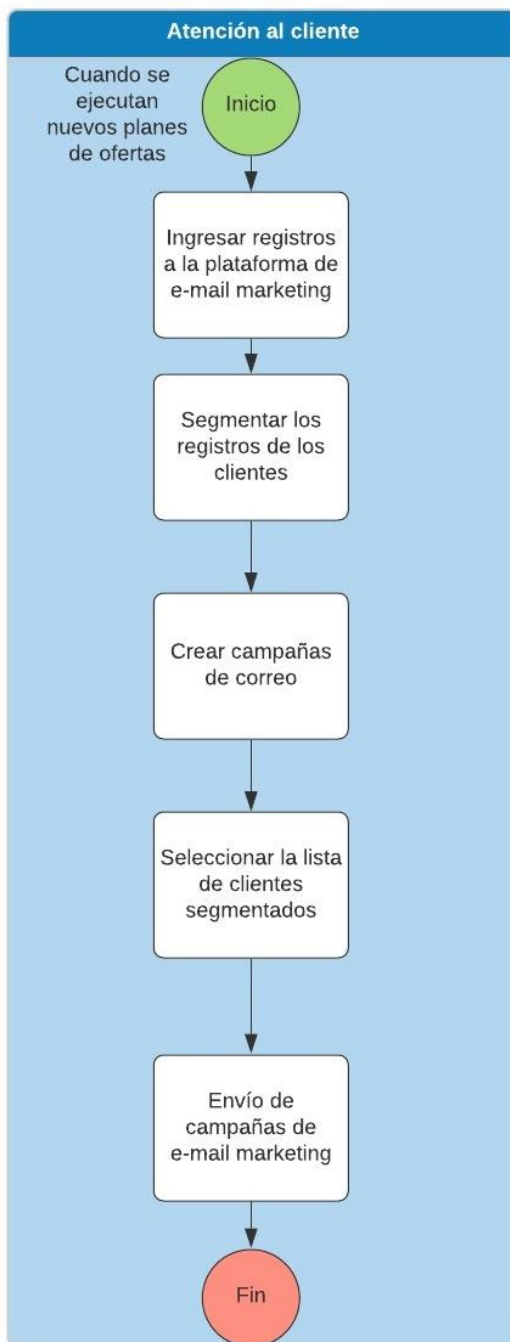 Atención al cliente
Cuando se
ejecutan
nuevos planes
de ofertas
Inicio
Ingresar registros
a la plataforma de
e-mail marketing
Segmentar los
registros de los
clientes
Crear campañas
de correo
Seleccionar la lista
de clientes
segmentados
Envío de
campañas de
e-mail marketing
Fin